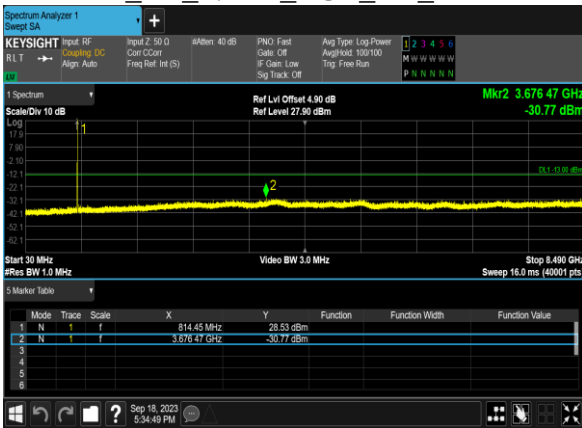 Spectrum Analyzer 1
Swept SA
+
KEYSIGHT Input: RF Input Z: 50 Ω #Atten: 40 dB PNO: Fast Avg Type: Log-Power 1 2 3 4 5 6
RLT Coupling: DC Corr CCorr Gate: Off Avg|Hold: 100/100 M W W W W W
Align: Auto Freq Ref: Int (S) IF Gain: Low Trig: Free Run
LV Sig Track: Off P N N N N N
1 Spectrum Ref Lvl Offset 4.90 dB Mkr2 3.676 47 GHz
Scale/Div 10 dB Ref Level 27.90 dBm -30.77 dBm
Log
17.9
7.90
-2.10
-12.1
-22.1
-32.1
-42.1
-52.1
-62.1
1
DL1 -13.00 dBm
2
Start 30 MHz Video BW 3.0 MHz Stop 8.490 GHz
#Res BW 1.0 MHz Sweep 16.0 ms (40001 pts)
5 Marker Table
Mode Trace Scale X Y Function Function Width Function Value
1 N 1 f 814.45 MHz 28.53 dBm
2 N 1 f 3.676 47 GHz -30.77 dBm
3
4
5
6
? Sep 18, 2023
5:34:49 PM